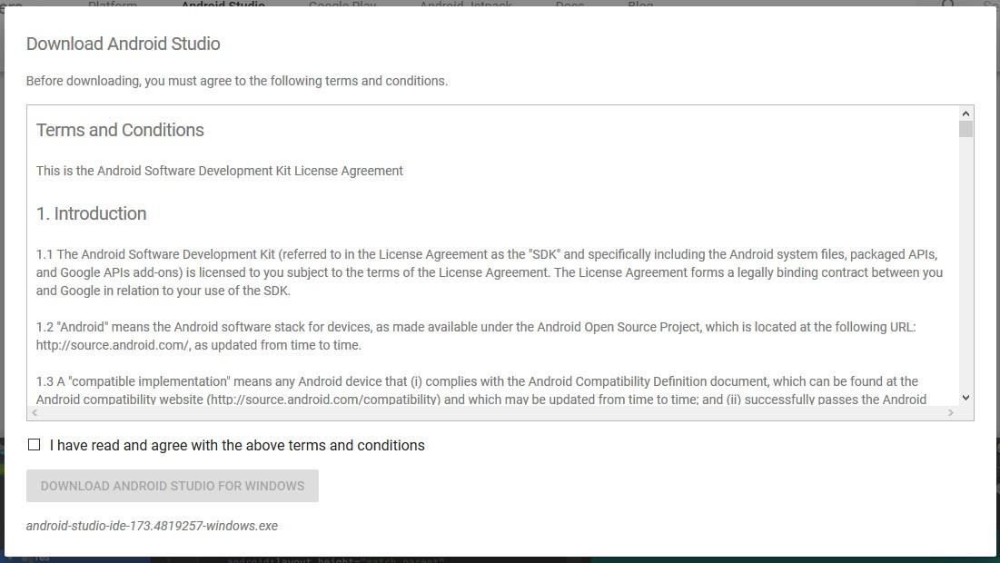 Platform Android Studio Google Play Android Jetpack Docs Blog
Download Android Studio
Before downloading, you must agree to the following terms and conditions.
Terms and Conditions
This is the Android Software Development Kit License Agreement
1. Introduction
1.1 The Android Software Development Kit (referred to in the License Agreement as the "SDK" and specifically including the Android system files, packaged APIs,
and Google APIs add-ons) is licensed to you subject to the terms of the License Agreement. The License Agreement forms a legally binding contract between you
and Google in relation to your use of the SDK.
1.2 "Android" means the Android software stack for devices, as made available under the Android Open Source Project, which is located at the following URL:
http://source.android.com/, as updated from time to time.
1.3 A "compatible implementation" means any Android device that (i) complies with the Android Compatibility Definition document, which can be found at the
Android compatibility website (http://source.android.com/compatibility) and which may be updated from time to time; and (ii) successfully passes the Android
I have read and agree with the above terms and conditions
DOWNLOAD ANDROID STUDIO FOR WINDOWS
android-studio-ide-173.4819257-windows.exe
res
android:layout_height="match_parent"